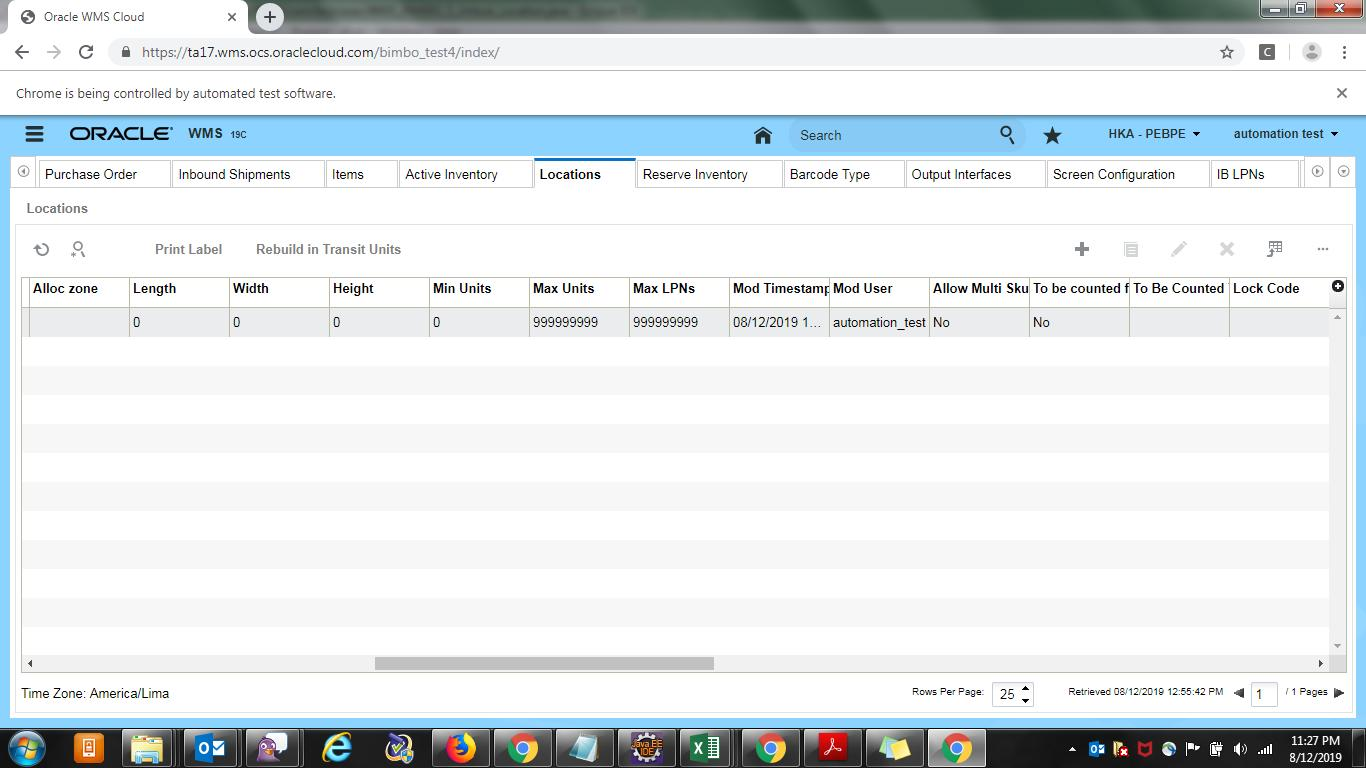 Oracle WMS Cloud
https://ta17.wms.ocs.oraclecloud.com/bimbo_test4/index/
Chrome is being controlled by automated test software.
ORACLE WMS 19C Search HKA - PEBPE automation test
Purchase Order Inbound Shipments Items Active Inventory Locations Reserve Inventory Barcode Type Output Interfaces Screen Configuration IB LPNs
Locations
Print Label Rebuild in Transit Units
Alloc zone Length Width Height Min Units Max Units Max LPNs Mod Timestamp Mod User Allow Multi Sku To be counted f To Be Counted Lock Code
0 0 0 0 999999999 999999999 08/12/2019 1... automation_test No No
Time Zone: America/Lima Rows Per Page: 25 Retrieved 08/12/2019 12:55:42 PM 1 / 1 Pages
11:27 PM
8/12/2019